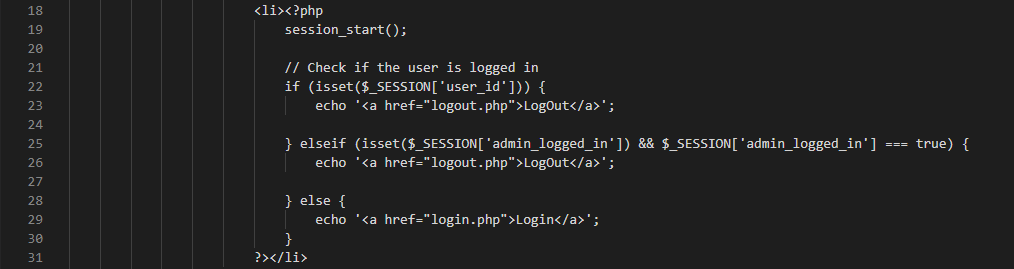 18 <li><?php
19 session_start();
20
21 // Check if the user is logged in
22 if (isset($_SESSION['user_id'])) {
23 echo '<a href="logout.php">LogOut</a>';
24
25 } elseif (isset($_SESSION['admin_logged_in']) && $_SESSION['admin_logged_in'] === true) {
26 echo '<a href="logout.php">LogOut</a>';
27
28 } else {
29 echo '<a href="login.php">Login</a>';
30 }
31 ?></li>